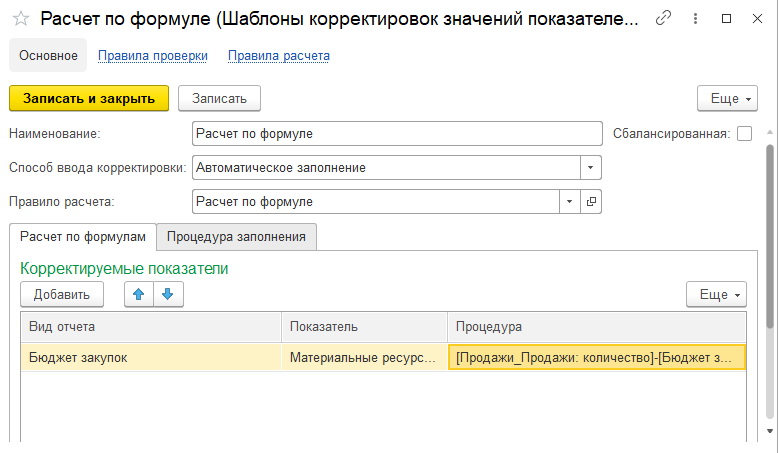 Расчет по формуле (Шаблоны корректировок значений показателе...
Основное Правила проверки Правила расчета
Записать и закрыть Записать Еще
Наименование: Расчет по формуле Сбалансированная:
Способ ввода корректировки: Автоматическое заполнение
Правило расчета: Расчет по формуле
Расчет по формулам Процедура заполнения
Корректируемые показатели
Добавить Еще
Вид отчета Показатель Процедура
Бюджет закупок Материальные ресурс... [Продажи_Продажи: количество]-[Бюджет з...